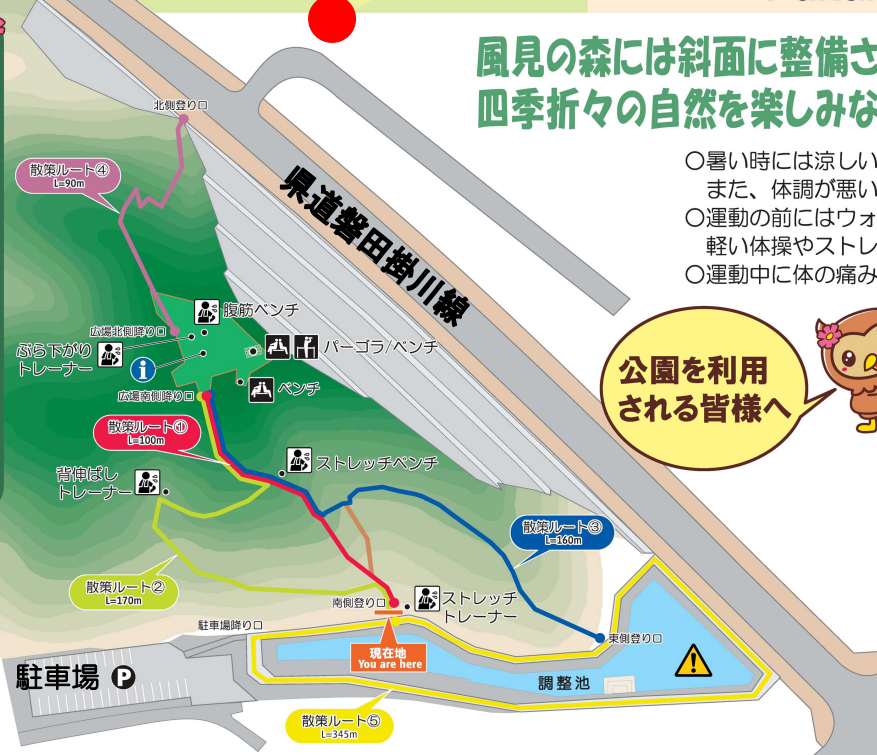 風見の森には斜面に整備さ
四季折々の自然を楽しみな
〇暑い時には涼しい
また、体調が悪い
〇運動の前にはウォ
軽い体操やストレ
〇運動中に体の痛み
公園を利用
される皆様へ
北側登り口
散策ルート④
L=90m
県道磐田掛川線
腹筋ベンチ
広場北側降り口
ぶら下がり
トレーナー
パーゴラ/ベンチ
i
ベンチ
広場南側降り口
散策ルート①
L=100m
ストレッチベンチ
背伸ばし
トレーナー
散策ルート③
L=160m
散策ルート②
L=170m
南側登り口
ストレッチ
トレーナー
駐車場降り口
東側登り口
現在地
You are here
駐車場 P
調整池
散策ルート⑤
L=345m